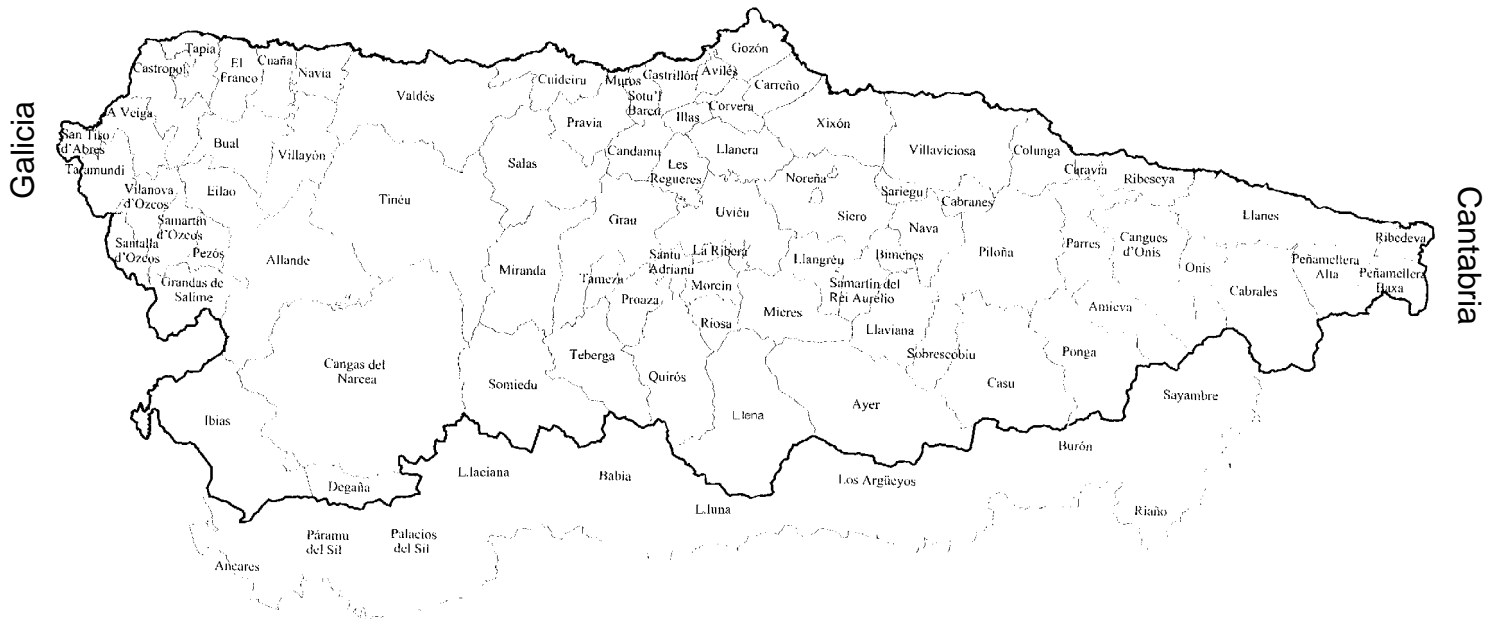 Galicia
Cantabria
Tapia
Castropol
El
Franco
Cuaña
Navia
Valdés
Cuideiru
Muros
Sotu'l
Barcu
Castrillón
Avilés
Gozón
Carreño
Corvera
Illas
Pravia
A Veiga
San Tiso
d'Abres
Taramundi
Bual
Villayón
Salas
Candamu
Les
Regueres
Llanera
Xixón
Villaviciosa
Colunga
Caravia
Ribeseya
Vilanova
d'Ozcos
Eilao
Tinéu
Noreña
Sariegu
Cabranes
Samartín
d'Ozcos
Santalla
d'Ozcos
Pezós
Grau
Uviéu
Siero
Nava
Llanes
Ribedeva
Allande
Miranda
Santu
Adrianu
La Ribera
Llangréu
Bimenes
Piloña
Parres
Cangues
d'Onís
Onís
Peñamellera
Alta
Peñamellera
Baxa
Grandas de
Salime
Tameza
Proaza
Morcín
Samartín del
Rei Aurelio
Cabrales
Riosa
Mieres
Llaviana
Amieva
Cangas del
Narcea
Somiedu
Teberga
Quirós
Sobrescobiu
Casu
Ponga
Ibias
L.lena
Ayer
Sayambre
Degaña
L.laciana
Babia
L.luna
Los Argüeyos
Burón
Riaño
Páramu
del Sil
Palacios
del Sil
Ancares